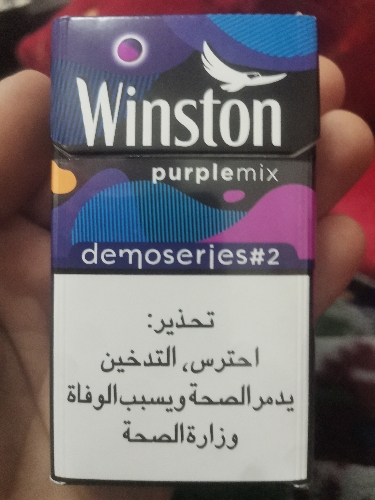 Winston
purplemix
demoseries#2
تحذير:
احترس، التدخين
يدمر الصحة ويسبب الوفاة
وزارة الصحة